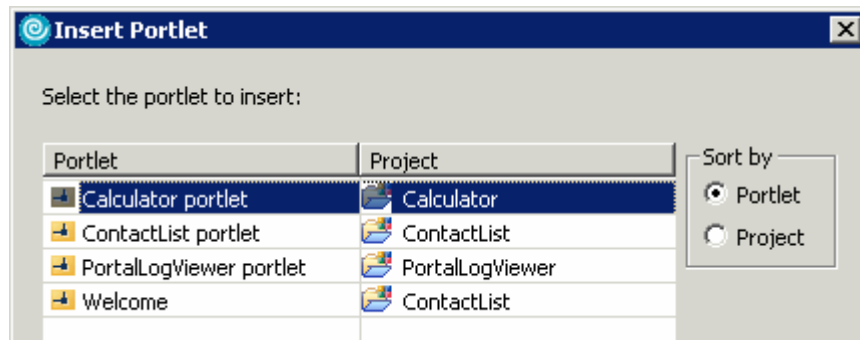 Insert Portlet
Select the portlet to insert:
Portlet Project Sort by
Calculator portlet Calculator Portlet
ContactList portlet ContactList Project
PortalLogViewer portlet PortalLogViewer
Welcome ContactList